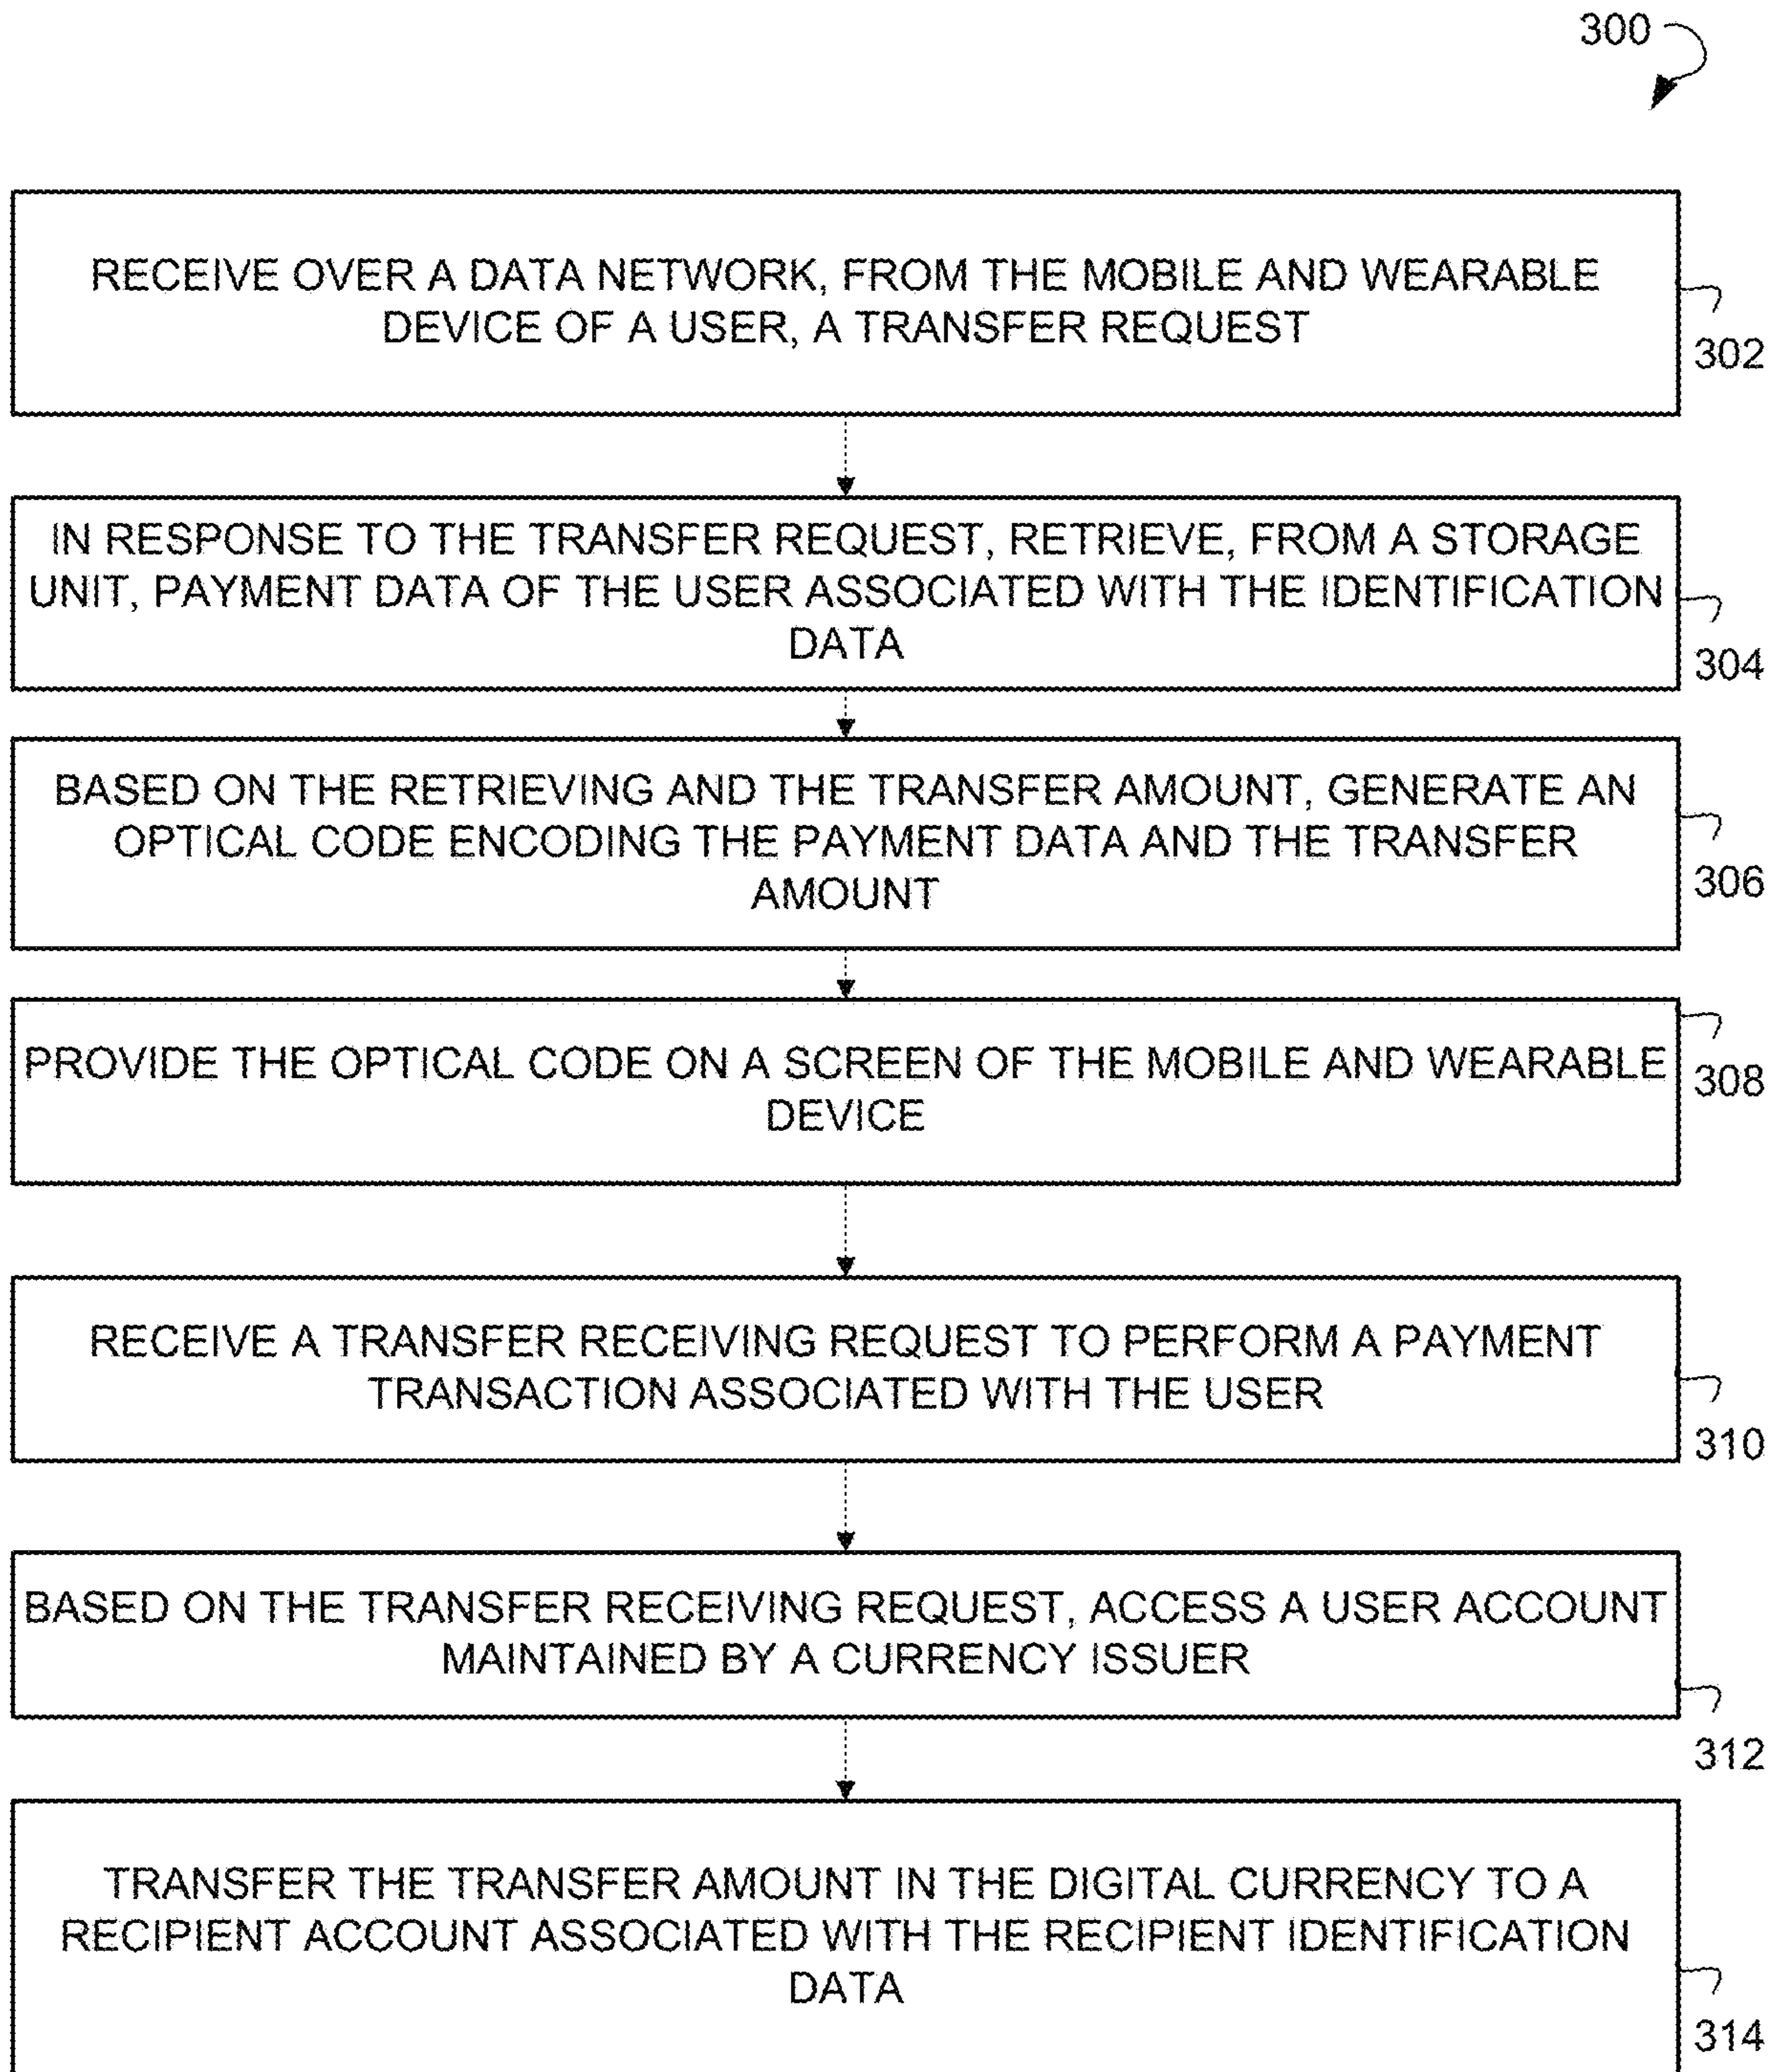 300
RECEIVE OVER A DATA NETWORK, FROM THE MOBILE AND WEARABLE
DEVICE OF A USER, A TRANSFER REQUEST
302
IN RESPONSE TO THE TRANSFER REQUEST, RETRIEVE, FROM A STORAGE
UNIT, PAYMENT DATA OF THE USER ASSOCIATED WITH THE IDENTIFICATION
DATA
304
BASED ON THE RETRIEVING AND THE TRANSFER AMOUNT, GENERATE AN
OPTICAL CODE ENCODING THE PAYMENT DATA AND THE TRANSFER
AMOUNT
306
PROVIDE THE OPTICAL CODE ON A SCREEN OF THE MOBILE AND WEARABLE
DEVICE
308
RECEIVE A TRANSFER RECEIVING REQUEST TO PERFORM A PAYMENT
TRANSACTION ASSOCIATED WITH THE USER
310
BASED ON THE TRANSFER RECEIVING REQUEST, ACCESS A USER ACCOUNT
MAINTAINED BY A CURRENCY ISSUER
312
TRANSFER THE TRANSFER AMOUNT IN THE DIGITAL CURRENCY TO A
RECIPIENT ACCOUNT ASSOCIATED WITH THE RECIPIENT IDENTIFICATION
DATA
314